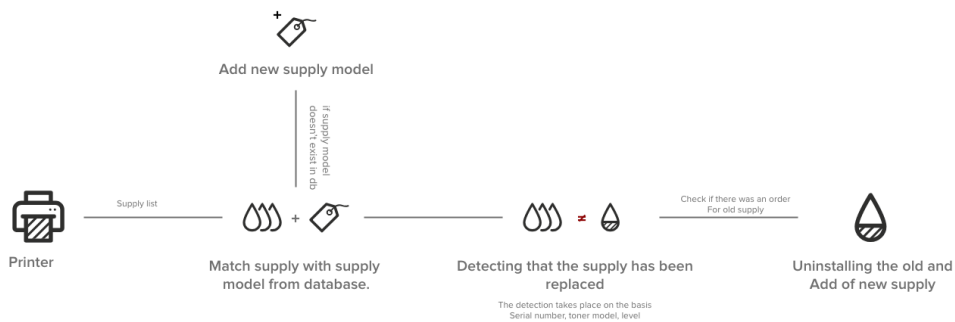 +
Add new supply model
if supply model
doesn't exist in db
Supply list
+
≠
Check if there was an order
For old supply
Printer
Match supply with supply
model from database.
Detecting that the supply has been
replaced
The detection takes place on the basis
Serial number, toner model, level
Uninstalling the old and
Add of new supply